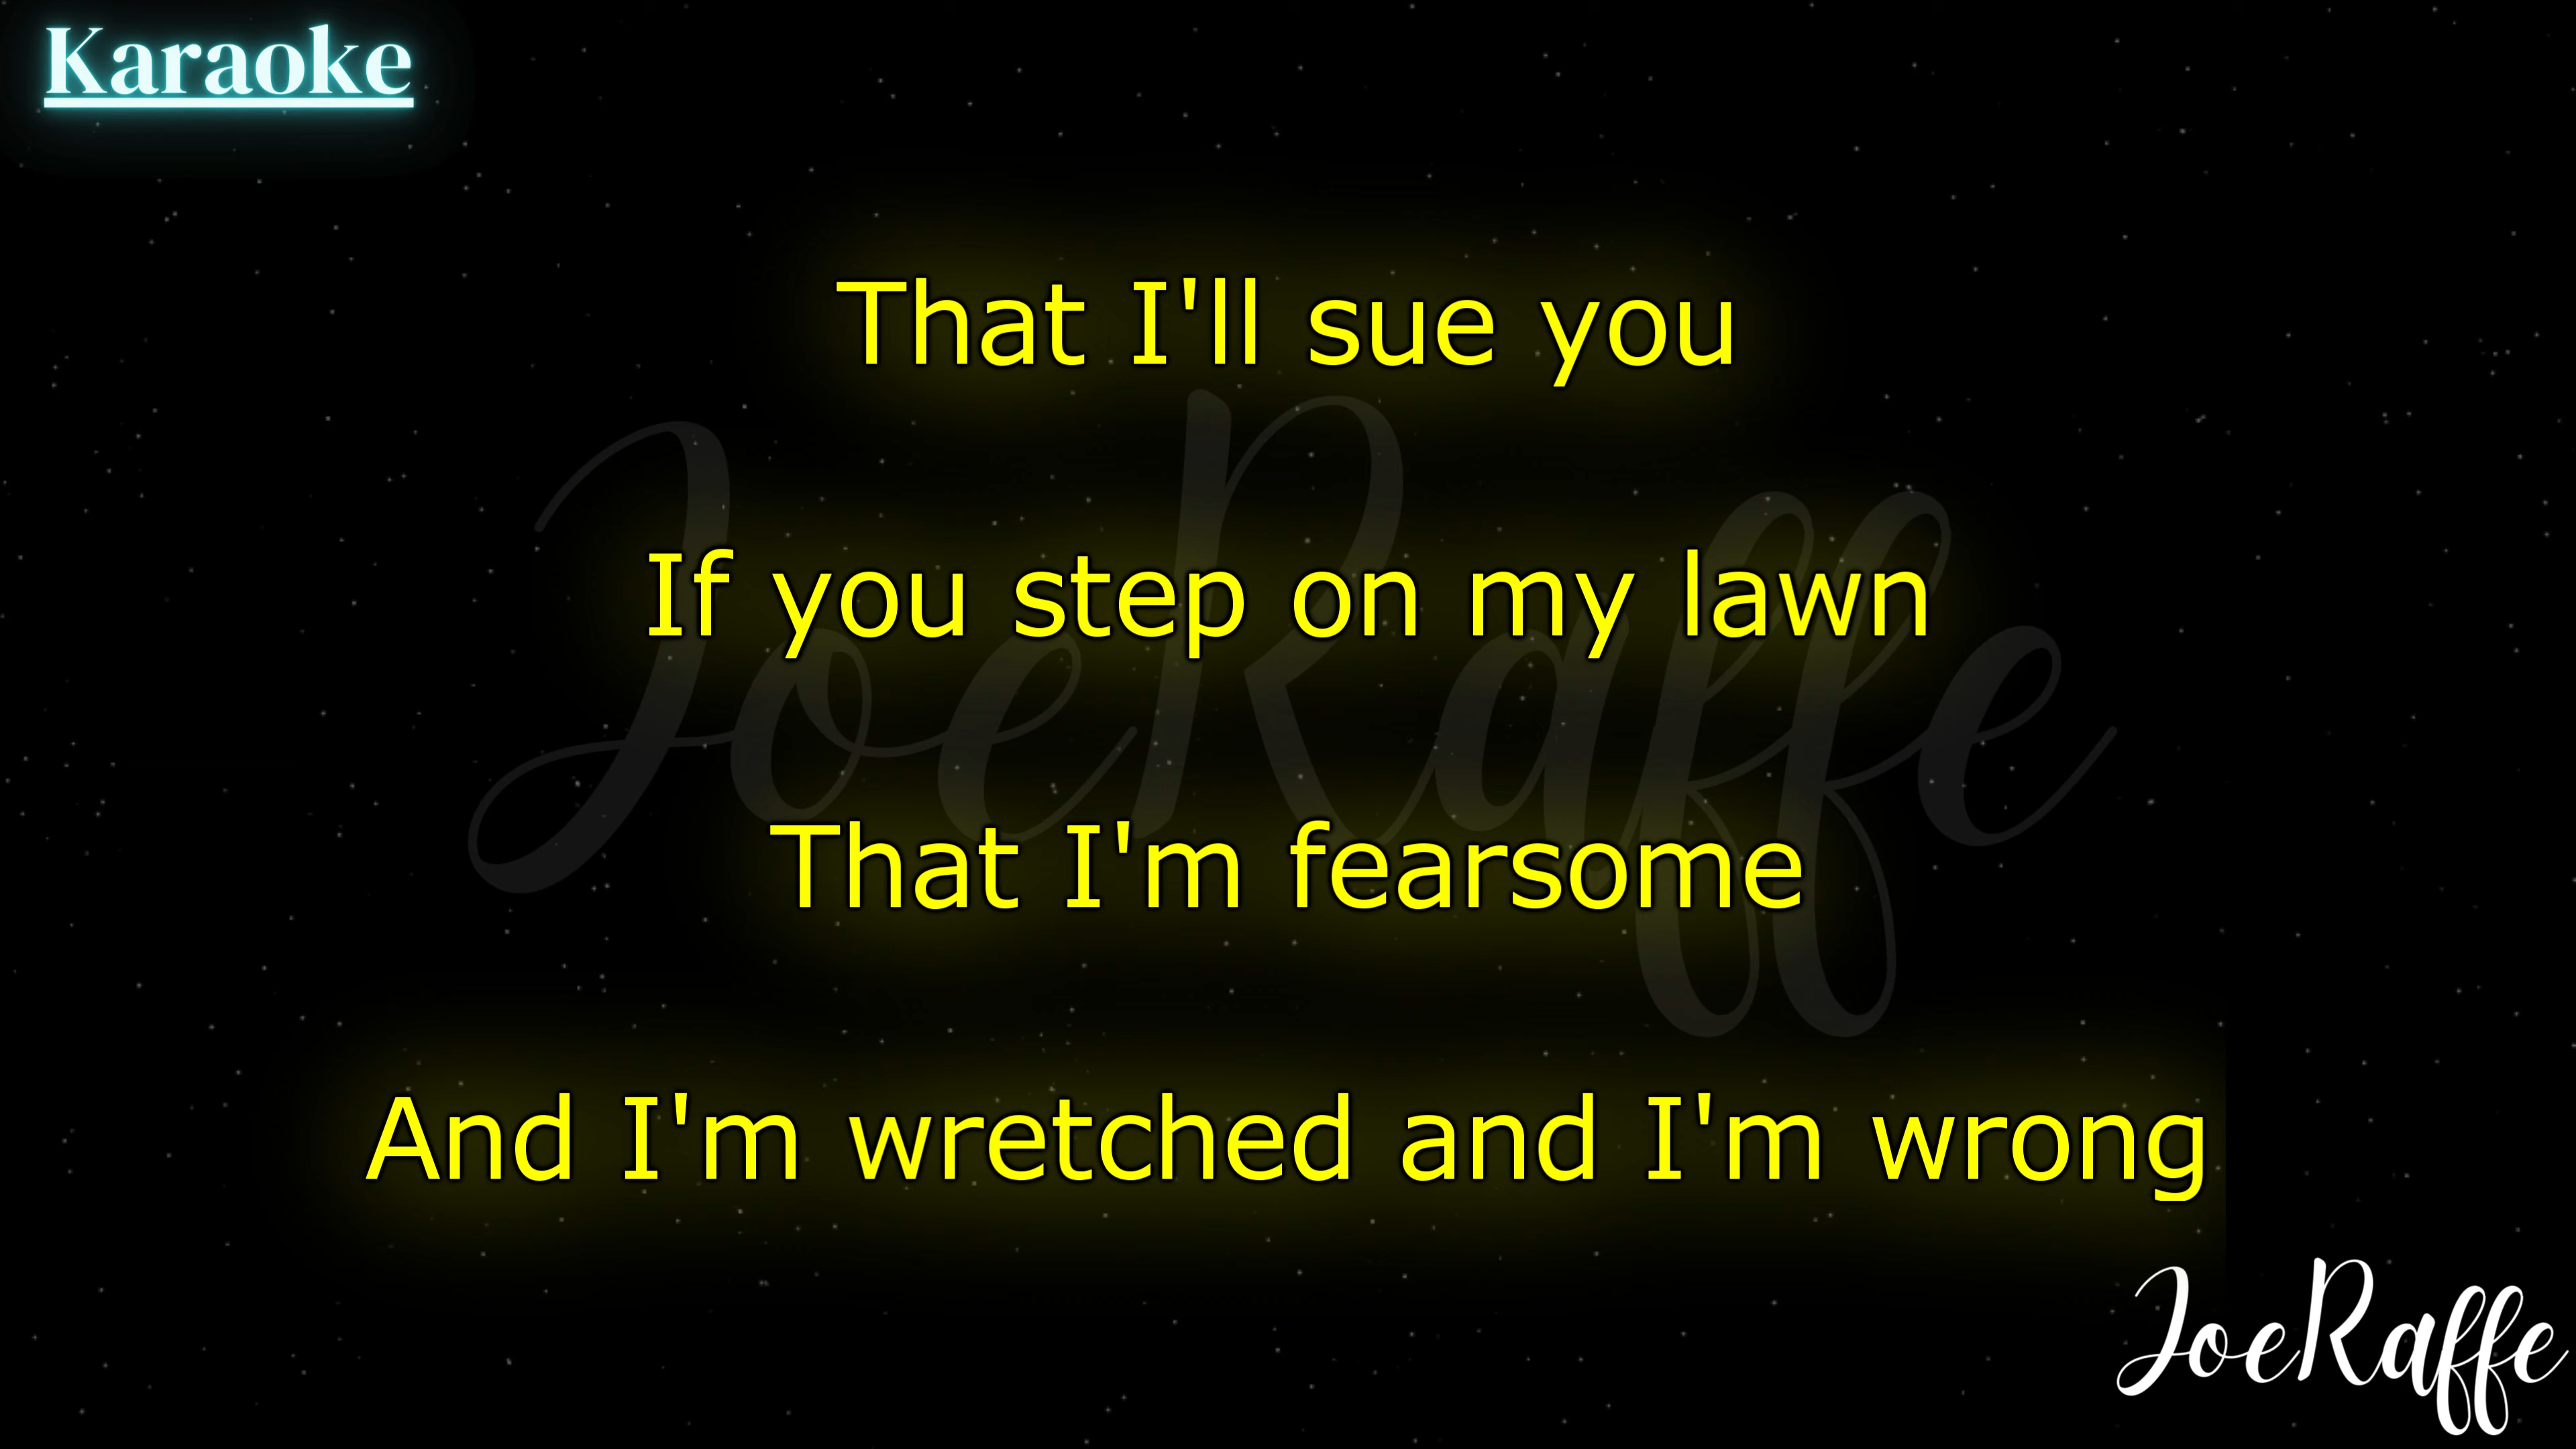 Karaoke
That I'll sue you
If you step on my lawn
That I'm fearsome
And I'm wretched and I'm wrong
JoeRaffe
JoeRaffe